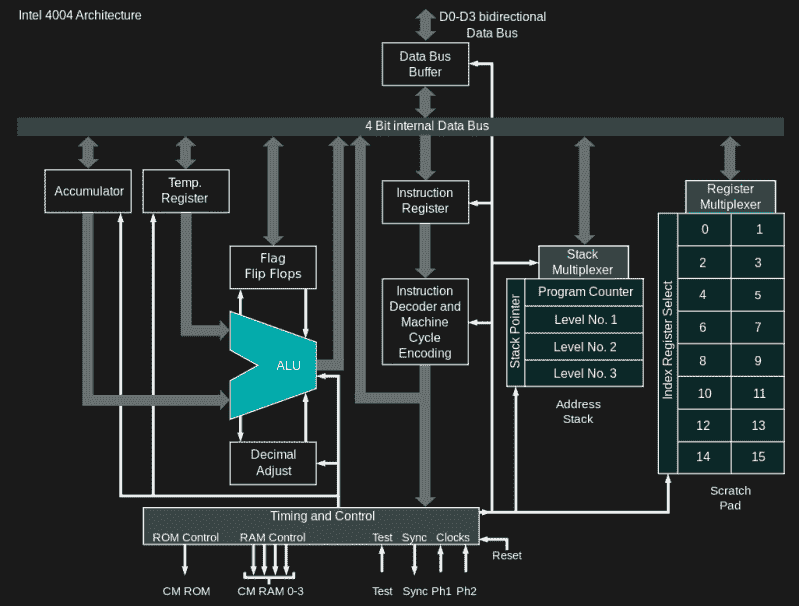 Intel 4004 Architecture
D0-D3 bidirectional
Data Bus
Data Bus
Buffer
4 Bit internal Data Bus
Accumulator
Temp.
Register
Instruction
Register
Register
Multiplexer
Flag
Flip Flops
Stack
Multiplexer
Instruction
Decoder and
Machine
Cycle
Encoding
Stack Pointer
Program Counter
Level No. 1
Level No. 2
Level No. 3
Address
Stack
Index Register Select
0 1
2 3
4 5
6 7
8 9
10 11
12 13
14 15
Scratch
Pad
ALU
Decimal
Adjust
Timing and Control
ROM Control RAM Control Test Sync Clocks
Reset
CM ROM CM RAM 0-3 Test Sync Ph1 Ph2